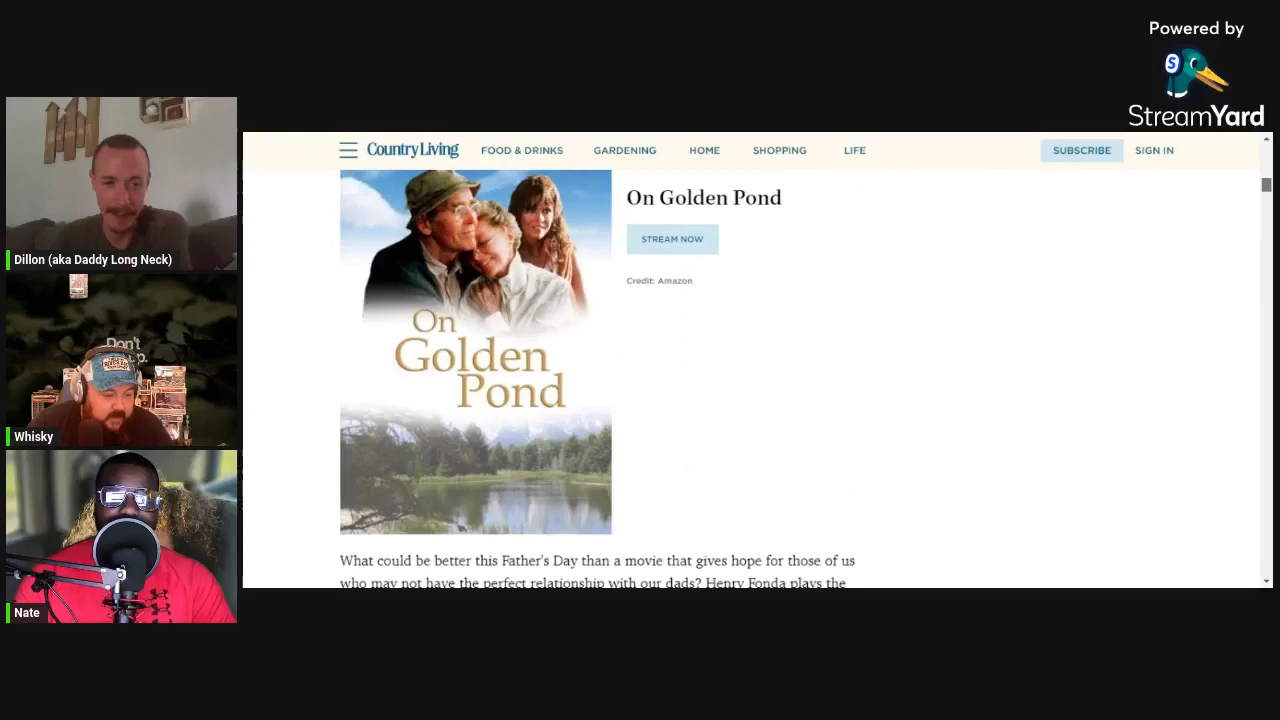 Powered by
StreamYard
CountryLiving
FOOD & DRINKS
GARDENING
HOME
SHOPPING
LIFE
SUBSCRIBE
SIGN IN
On Golden Pond
STREAM NOW
Credit: Amazon
On
Golden
Pond
What could be better this Father's Day than a movie that gives hope for those of us
who may not have the perfect relationship with our dads? Henry Fonda plays the
Dillon (aka Daddy Long Neck)
Don't
Whisky
Nate